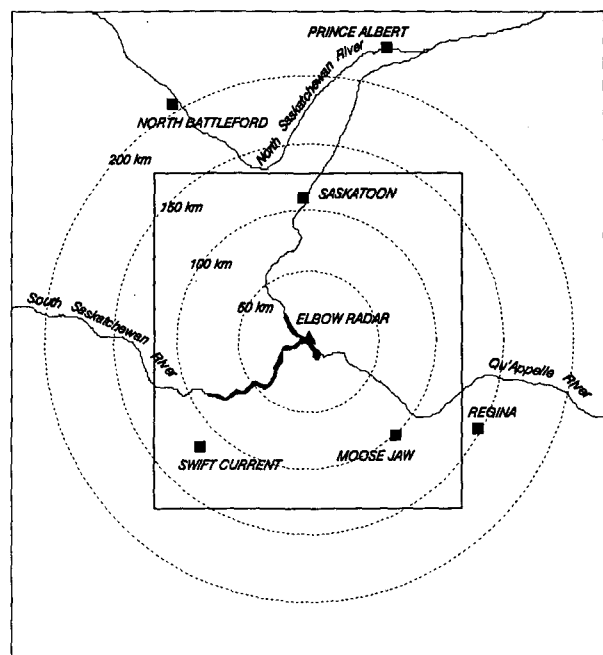 PRINCE ALBERT
North Saskatchewan River
NORTH BATTLEFORD
200 km
SASKATOON
150 km
100 km
50 km
South Saskatchewan River
ELBOW RADAR
Qu'Appelle River
REGINA
SWIFT CURRENT
MOOSE JAW